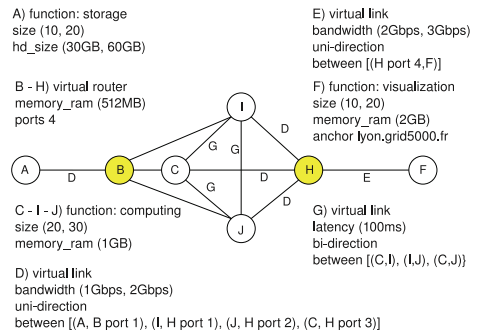 A) function: storage
size (10, 20)
hd_size (30GB, 60GB)
E) virtual link
bandwidth (2Gbps, 3Gbps)
uni-direction
between [(H port 4,F)]
B - H) virtual router
memory_ram (512MB)
ports 4
F) function: visualization
size (10, 20)
memory_ram (2GB)
anchor lyon.grid5000.fr
I
D
G
G
A
D
B
C
D
H
E
F
G
D
J
C - I - J) function: computing
size (20, 30)
memory_ram (1GB)
G) virtual link
latency (100ms)
bi-direction
between [(C,I), (I,J), (C,J)}
D) virtual link
bandwidth (1Gbps, 2Gbps)
uni-direction
between [(A, B port 1), (I, H port 1), (J, H port 2), (C, H port 3)]